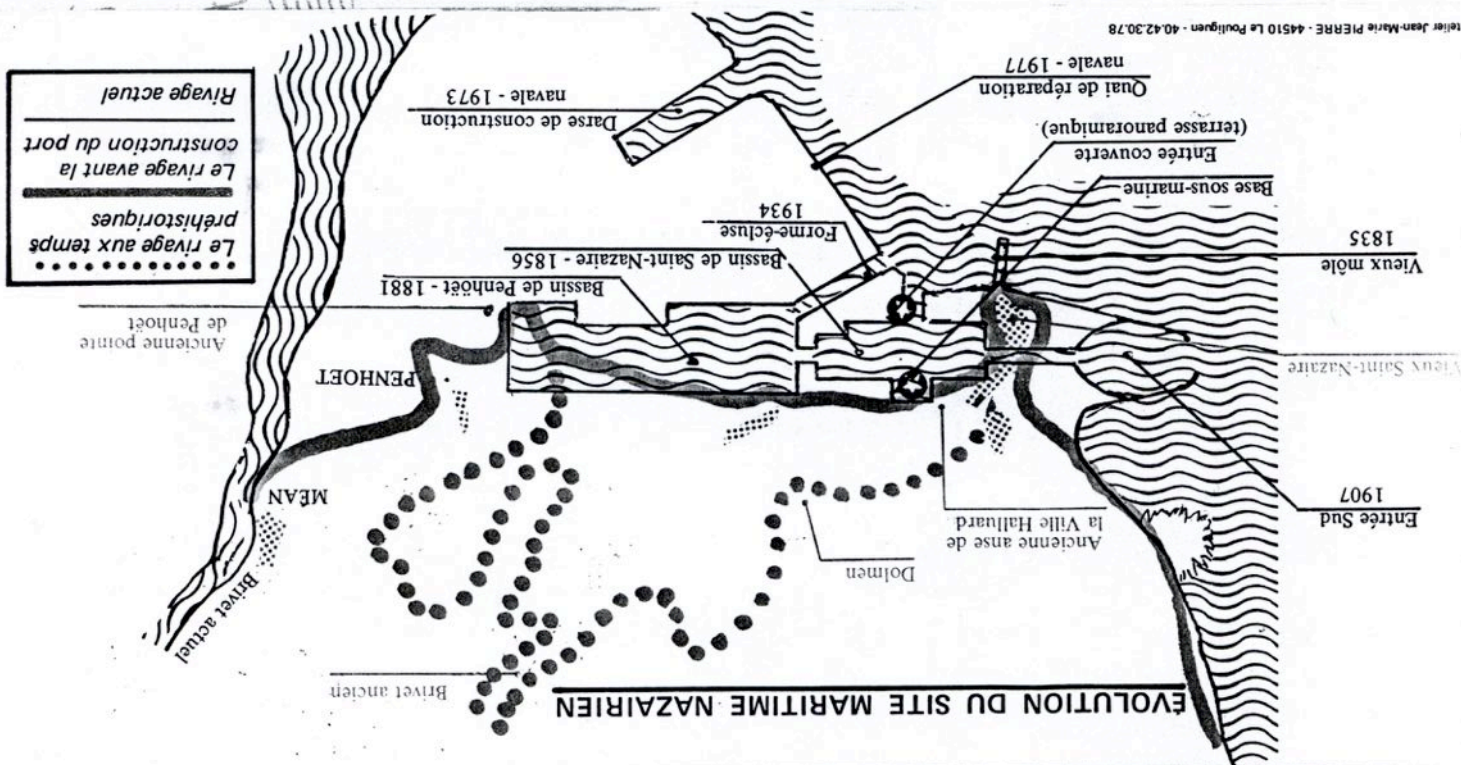 ÉVOLUTION DU SITE MARITIME NAZAIRIEN
Brivet ancien
Brivet actuel
Dolmen
Ancienne anse de
la Ville Halluard
Entrée Sud
1907
MÉAN
PENHOET
Vieux Saint-Nazaire
Ancienne pointe
de Penhoët
Vieux môle
1835
Bassin de Penhöët - 1881
Bassin de Saint-Nazaire - 1856
Forme-écluse
1934
Base sous-marine
Entrée couverte
(terrasse panoramique)
Quai de réparation
navale - 1977
Darse de construction
navale - 1973
Le rivage aux temps
préhistoriques
Le rivage avant la
construction du port
Rivage actuel
telier Jean-Marie PIERRE - 44510 Le Pouliguen - 40.42.30.78